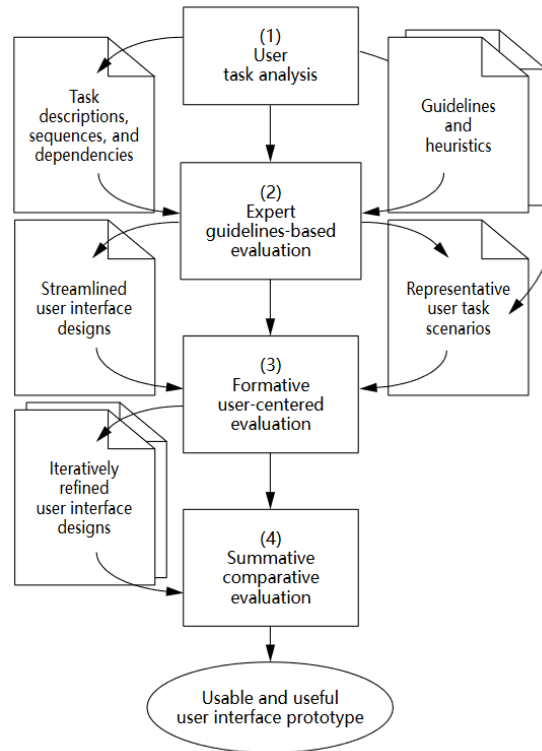 (1)
User
task analysis
Task
descriptions,
sequences, and
dependencies
Guidelines
and
heuristics
(2)
Expert
guidelines-based
evaluation
Streamlined
user interface
designs
Representative
user task
scenarios
(3)
Formative
user-centered
evaluation
Iteratively
refined
user interface
designs
(4)
Summative
comparative
evaluation
Usable and useful
user interface prototype